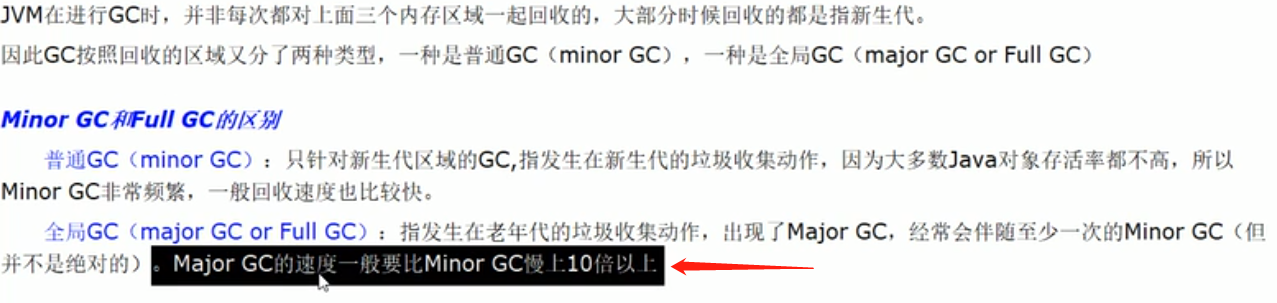 JVM在进行GC时，并非每次都对上面三个内存区域一起回收的，大部分时候回收的都是指新生代。
因此GC按照回收的区域又分了两种类型，一种是普通GC（minor GC），一种是全局GC（major GC or Full GC）
Minor GC和Full GC的区别
普通GC（minor GC）：只针对新生代区域的GC,指发生在新生代的垃圾收集动作，因为大多数Java对象存活率都不高，所以
Minor GC非常频繁，一般回收速度也比较快。
全局GC（major GC or Full GC）：指发生在老年代的垃圾收集动作，出现了Major GC，经常会伴随至少一次的Minor GC（但
并不是绝对的）。Major GC的速度一般要比Minor GC慢上10倍以上